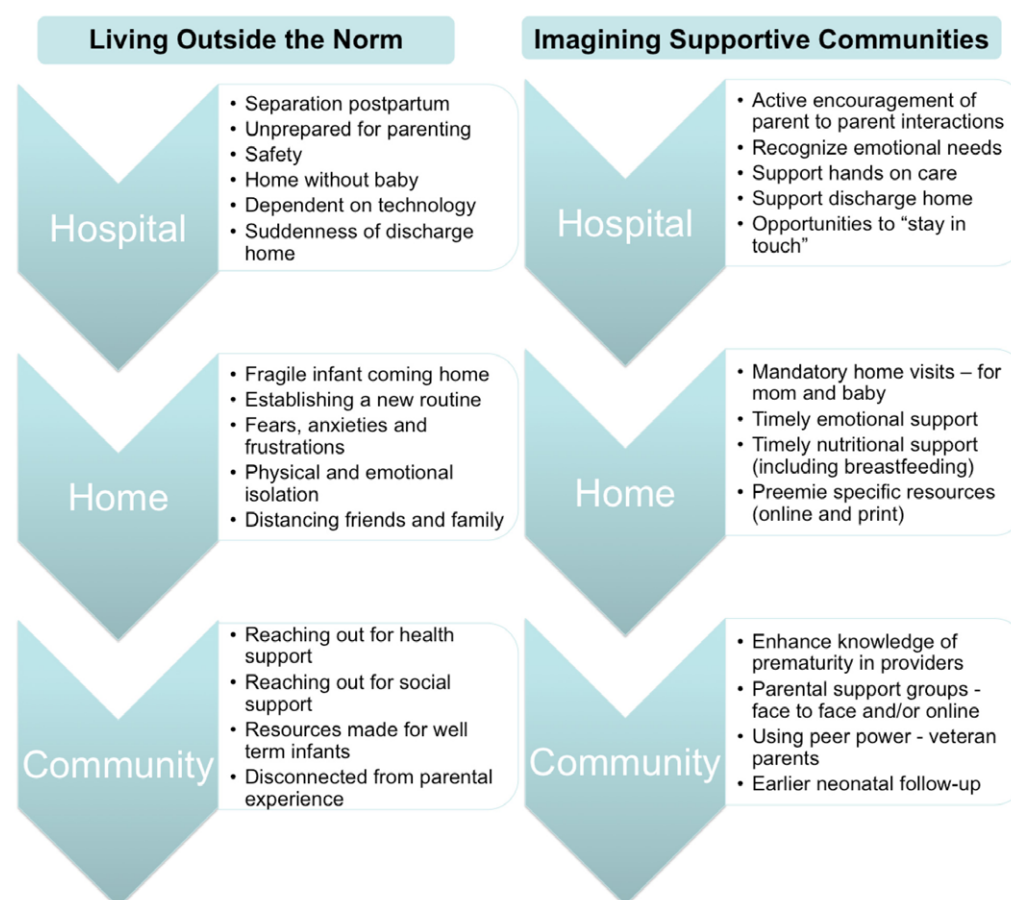 Living Outside the Norm
Hospital
• Separation postpartum
• Unprepared for parenting
• Safety
• Home without baby
• Dependent on technology
• Suddenness of discharge
home
Home
• Fragile infant coming home
• Establishing a new routine
• Fears, anxieties and
frustrations
• Physical and emotional
isolation
• Distancing friends and family
Community
• Reaching out for health
support
• Reaching out for social
support
• Resources made for well
term infants
• Disconnected from parental
experience
Imagining Supportive Communities
Hospital
• Active encouragement of
parent to parent interactions
• Recognize emotional needs
• Support hands on care
• Support discharge home
• Opportunities to “stay in
touch”
Home
• Mandatory home visits – for
mom and baby
• Timely emotional support
• Timely nutritional support
(including breastfeeding)
• Preemie specific resources
(online and print)
Community
• Enhance knowledge of
prematurity in providers
• Parental support groups -
face to face and/or online
• Using peer power - veteran
parents
• Earlier neonatal follow-up